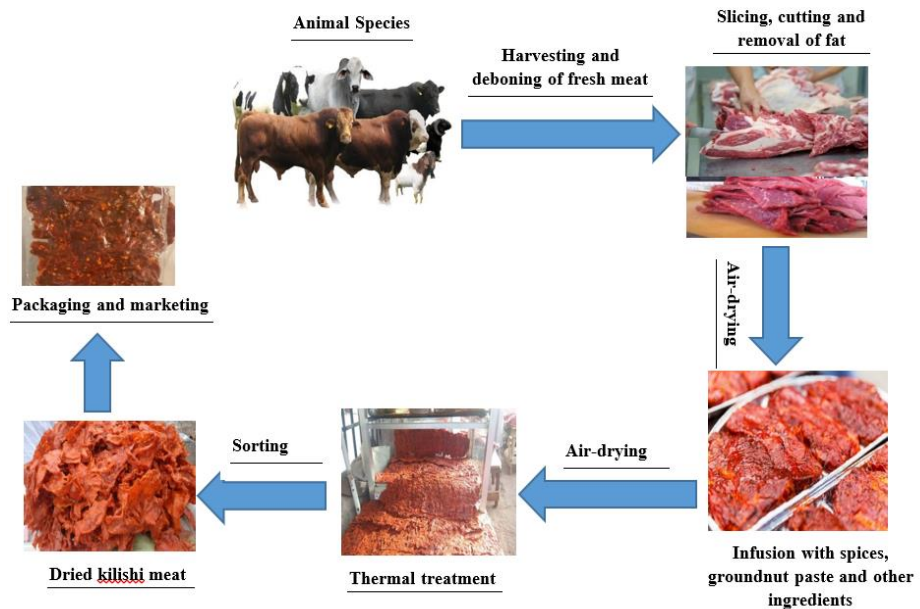 Animal Species
Harvesting and
deboning of fresh meat
Slicing, cutting and
removal of fat
Air-drying
Infusion with spices,
groundnut paste and other
ingredients
Air-drying
Thermal treatment
Sorting
Dried kilishi meat
Packaging and marketing